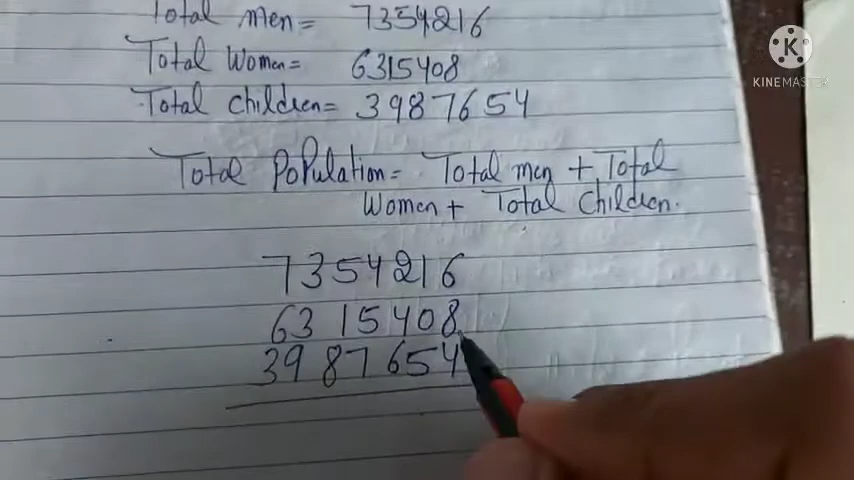 Total men= 7354216
Total Women= 6315408
Total children= 3987654
Total Population= Total men + Total
Women + Total Children.
7354216
6315408
3987654
K
KINEMASTER